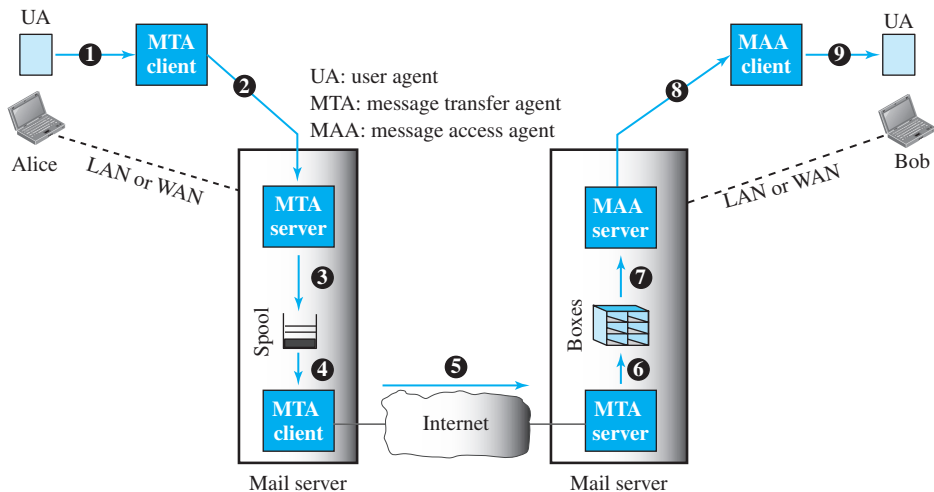 UA
1
MTA
client
2
UA: user agent
MTA: message transfer agent
MAA: message access agent
8
MAA
client
9
UA
Alice
LAN or WAN
LAN or WAN
Bob
MTA
server
3
Spool
4
MTA
client
Mail server
5
Internet
MAA
server
7
Boxes
6
MTA
server
Mail server